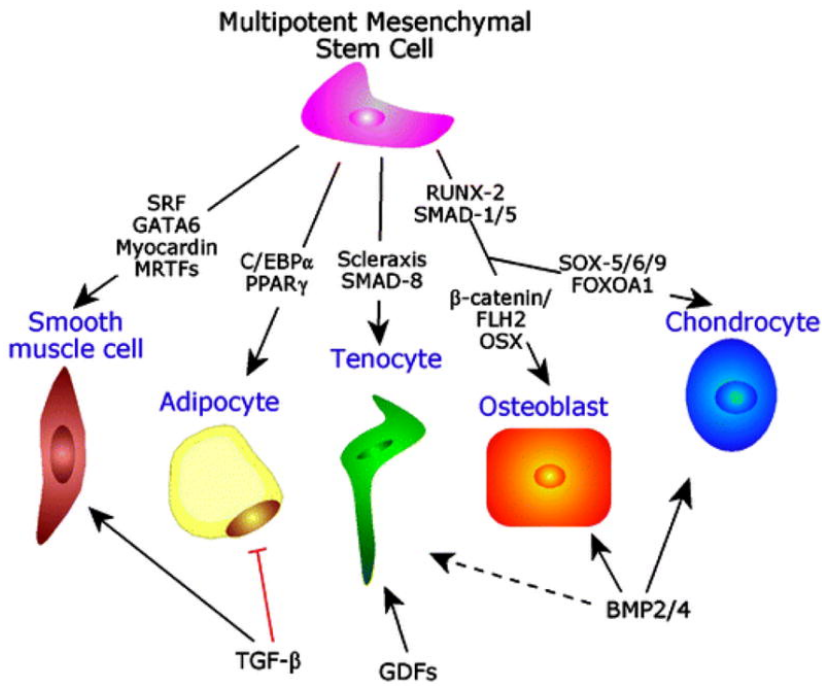 Multipotent Mesenchymal
Stem Cell
SRF
GATA6
Myocardin
MRTFs
C/EBPα
PPARγ
Scleraxis
SMAD-8
RUNX-2
SMAD-1/5
β-catenin/
FLH2
OSX
SOX-5/6/9
FOXOA1
Smooth
muscle cell
Adipocyte
Tenocyte
Osteoblast
Chondrocyte
TGF-β
GDFs
BMP2/4